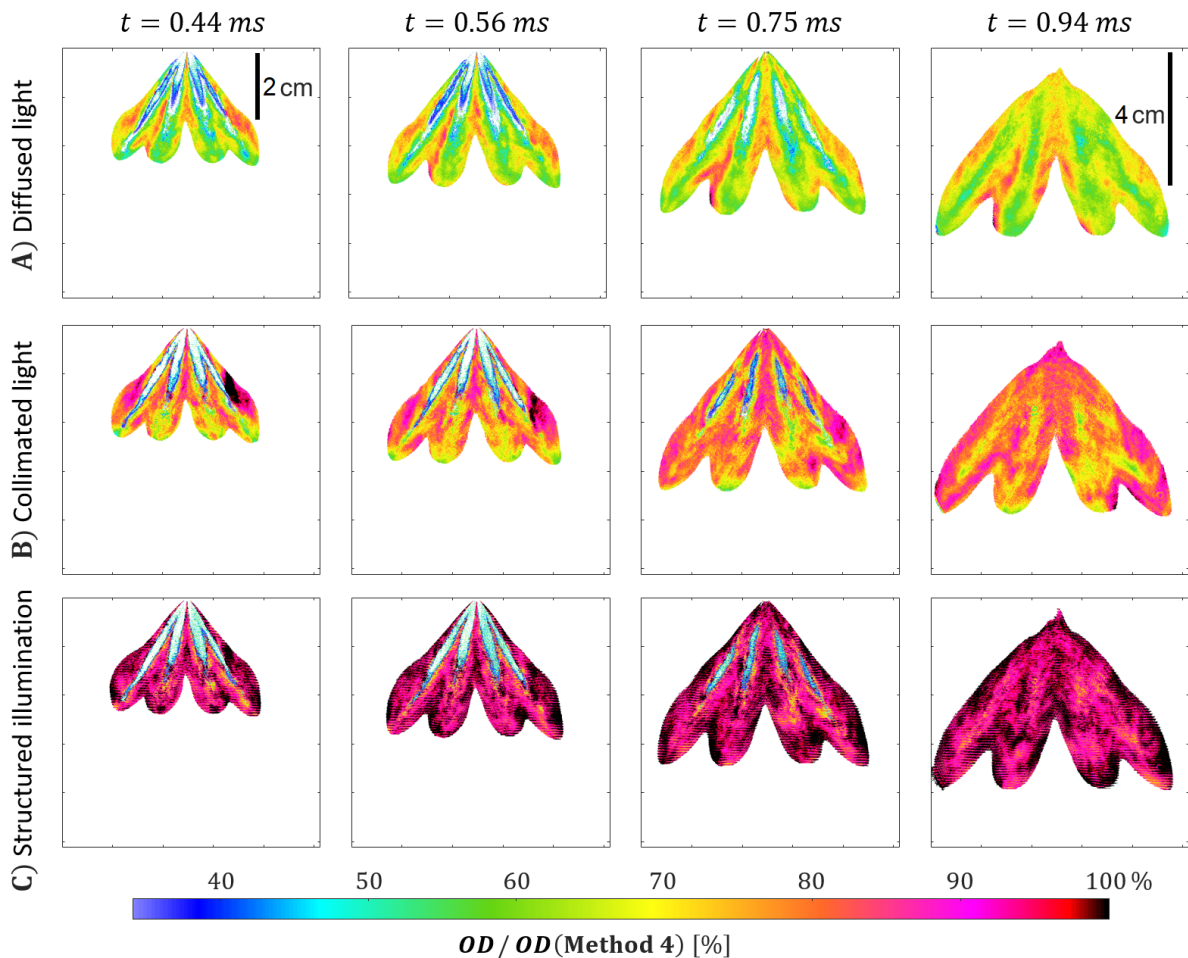 t = 0.44 ms
t = 0.56 ms
t = 0.75 ms
t = 0.94 ms
A) Diffused light
2 cm
4 cm
B) Collimated light
C) Structured illumination
40 50 60 70 80 90 100 %
OD / OD(Method 4) [%]